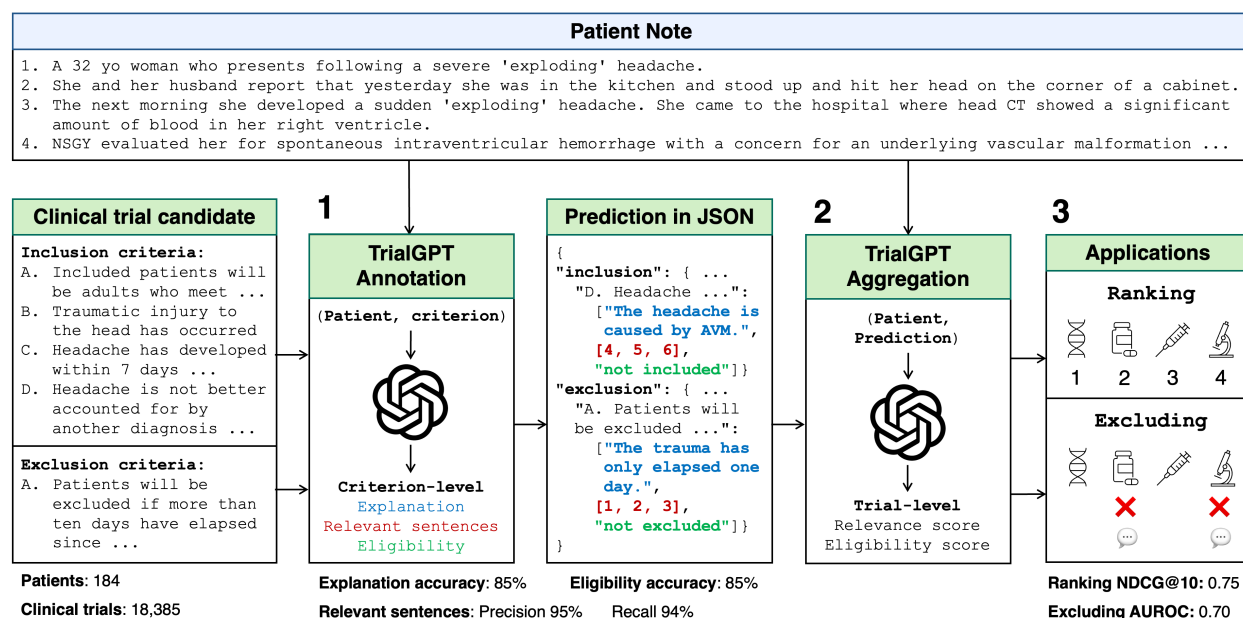 Patient Note
1. A 32 yo woman who presents following a severe 'exploding' headache.
2. She and her husband report that yesterday she was in the kitchen and stood up and hit her head on the corner of a cabinet.
3. The next morning she developed a sudden 'exploding' headache. She came to the hospital where head CT showed a significant
amount of blood in her right ventricle.
4. NSGY evaluated her for spontaneous intraventricular hemorrhage with a concern for an underlying vascular malformation ...
Clinical trial candidate
Inclusion criteria:
A. Included patients will
be adults who meet ...
B. Traumatic injury to
the head has occurred
C. Headache has developed
within 7 days ...
D. Headache is not better
accounted for by
another diagnosis ...
Exclusion criteria:
A. Patients will be
excluded if more than
ten days have elapsed
since ...
Patients: 184
Clinical trials: 18,385
1
TrialGPT
Annotation
(Patient, criterion)
Criterion-level
Explanation
Relevant sentences
Eligibility
Explanation accuracy: 85%
Relevant sentences: Precision 95% Recall 94%
Prediction in JSON
{
"inclusion": { ...
"D. Headache ...":
["The headache is
caused by AVM.",
[4, 5, 6],
"not included"]}
"exclusion": { ...
"A. Patients will
be excluded ...":
["The trauma has
only elapsed one
day.",
[1, 2, 3],
"not excluded"]}
}
Eligibility accuracy: 85%
2
TrialGPT
Aggregation
(Patient,
Prediction)
Trial-level
Relevance score
Eligibility score
3
Applications
Ranking
1 2 3 4
Excluding
Ranking NDCG@10: 0.75
Excluding AUROC: 0.70